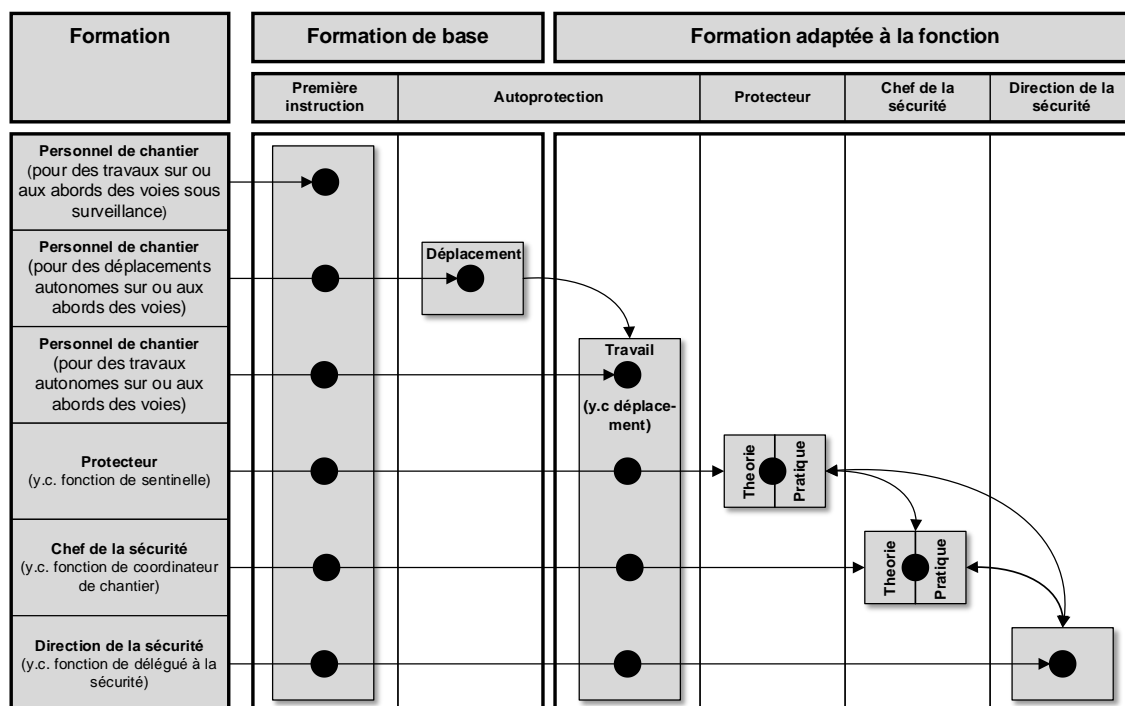 Formation
Formation de base
Formation adaptée à la fonction
Première
instruction
Autoprotection
Protecteur
Chef de la
sécurité
Direction de la
sécurité
Personnel de chantier
(pour des travaux sur ou
aux abords des voies sous
surveillance)
Personnel de chantier
(pour des déplacements
autonomes sur ou aux
abords des voies)
Déplacement
Personnel de chantier
(pour des travaux
autonomes sur ou aux
abords des voies)
Travail
(y.c déplace-
ment)
Protecteur
(y.c. fonction de sentinelle)
Theorie
Pratique
Chef de la sécurité
(y.c. fonction de coordinateur
de chantier)
Theorie
Pratique
Direction de la sécurité
(y.c. fonction de délégué à la
sécurité)